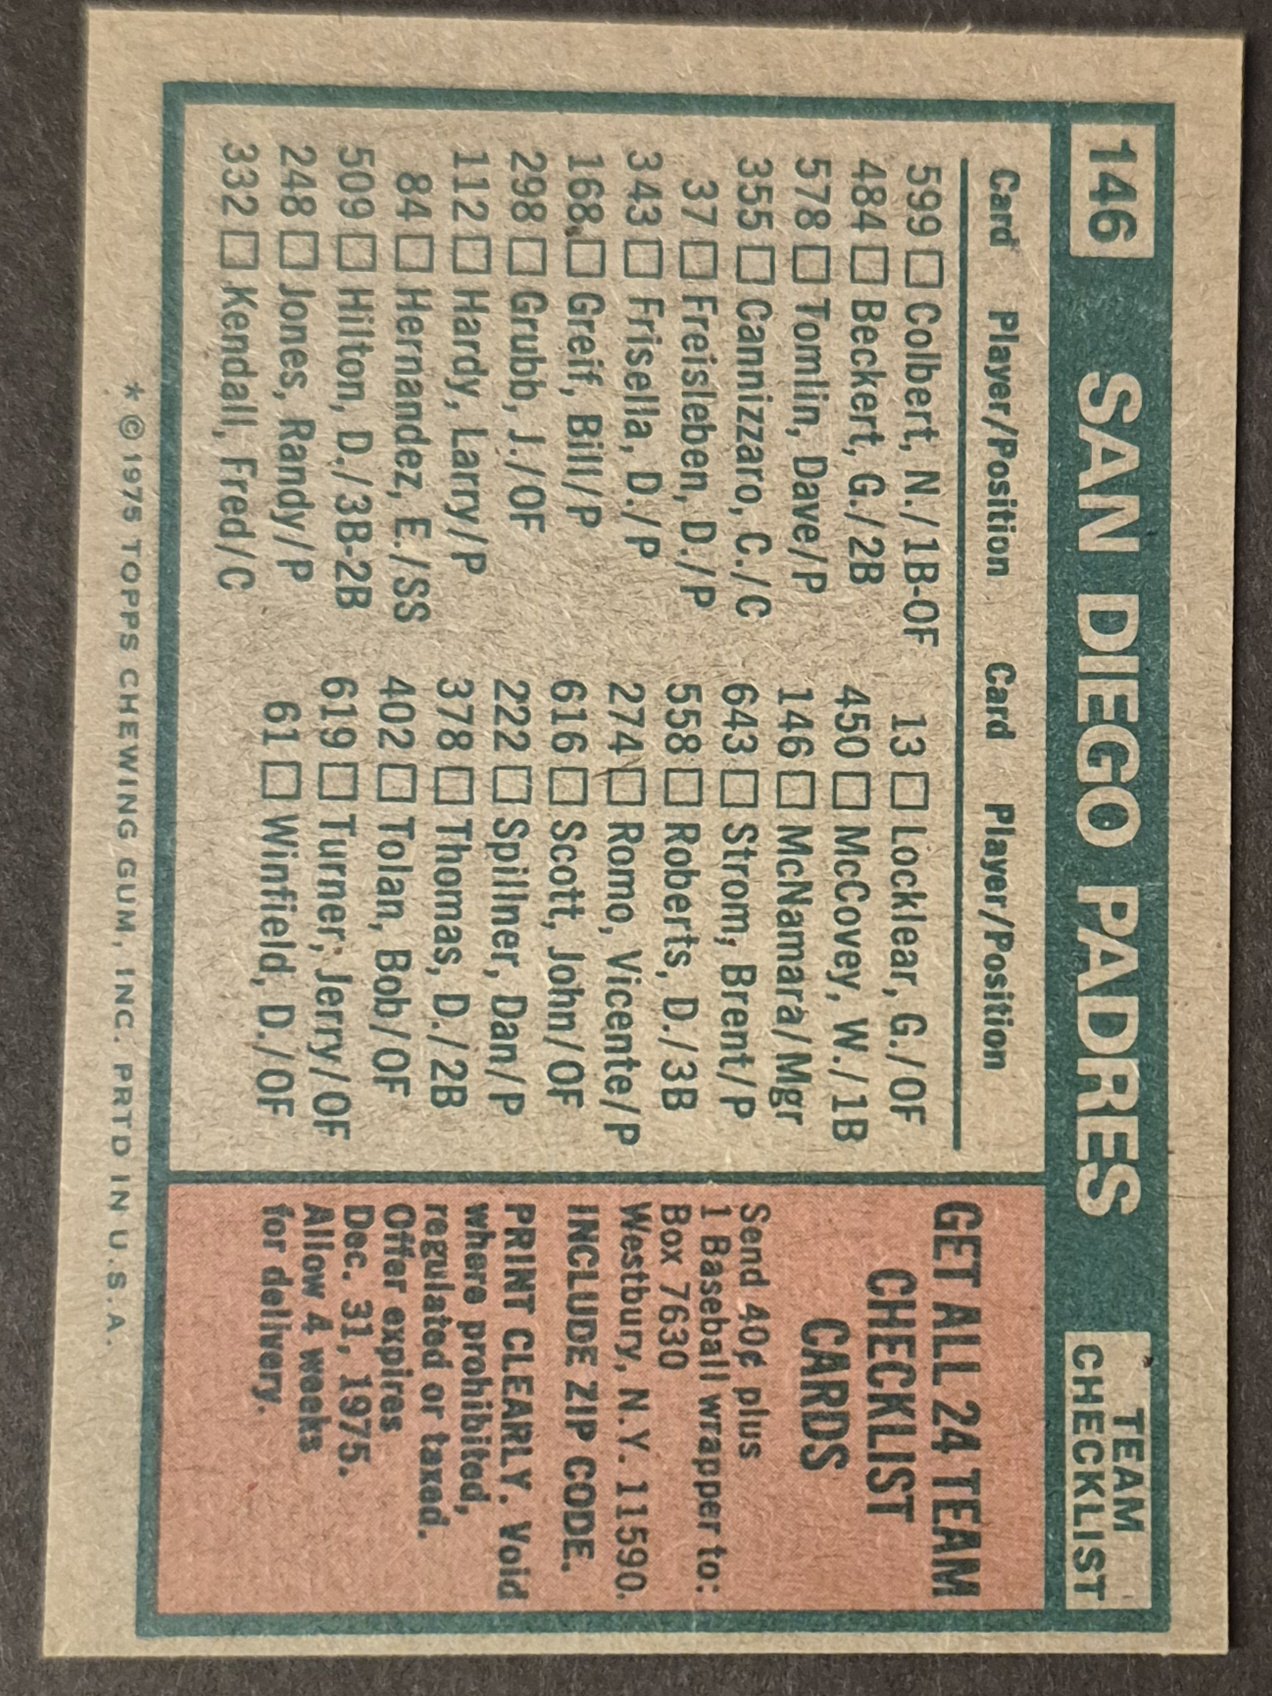 146 SAN DIEGO PADRES TEAM CHECKLIST
Card Player/Position
599 Colbert, N./1B-OF
484 Beckert, G./2B
578 Tomlin, Dave/P
355 Cannizzaro, C./C
37 Freisleben, D./P
343 Frisella, D./P
168 Greif, Bill/P
298 Grubb, J./OF
112 Hardy, Larry/P
84 Hernandez, E./SS
509 Hilton, D./3B-2B
248 Jones, Randy/P
332 Kendall, Fred/C
Card Player/Position
13 Locklear, G./OF
450 McCovey, W./1B
146 McNamara/Mgr
643 Strom, Brent/P
558 Roberts, D./3B
274 Romo, Vicente/P
616 Scott, John/OF
222 Spillner, Dan/P
378 Thomas, D./2B
402 Tolan, Bob/OF
619 Turner, Jerry/OF
61 Winfield, D./OF
GET ALL 24 TEAM
CHECKLIST
CARDS
Send 40¢ plus
1 Baseball wrapper to:
Box 7630
Westbury, N.Y. 11590.
INCLUDE ZIP CODE.
PRINT CLEARLY. Void
where prohibited,
regulated or taxed.
Offer expires
Dec. 31, 1975.
Allow 4 weeks
for delivery.
* © 1975 TOPPS CHEWING GUM, INC. PRTD IN U.S.A.